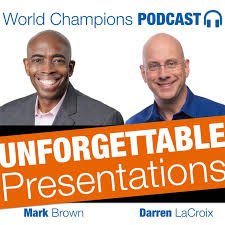 World Champions PODCAST
UNFORGETTABLE
Presentations
Mark Brown Darren LaCroix